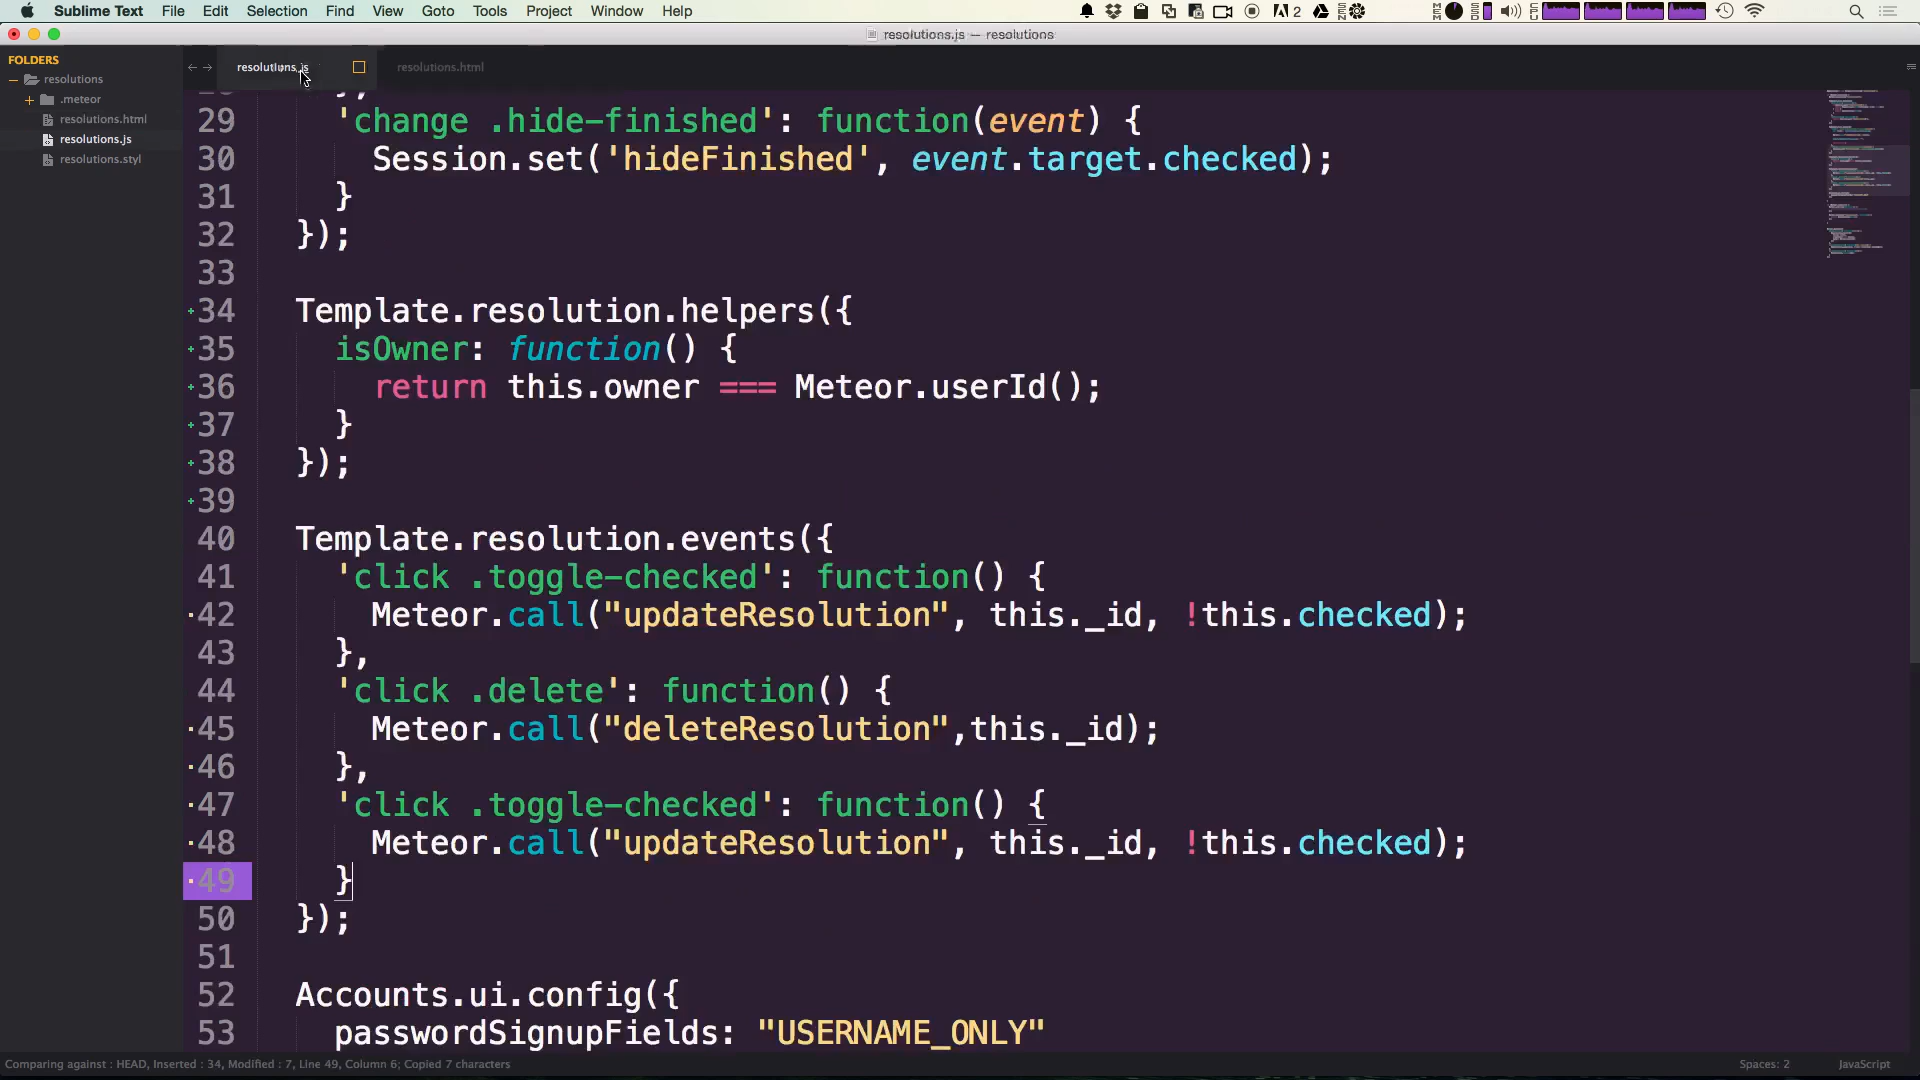 Sublime Text File Edit Selection Find View Goto Tools Project Window Help 2
resolutions.js — resolutions
FOLDERS
resolutions
.meteor
resolutions.html
resolutions.js
resolutions.styl
resolutions.js resolutions.html
29 'change .hide-finished': function(event) {
30 Session.set('hideFinished', event.target.checked);
31 }
32 });
33
34 Template.resolution.helpers({
35 isOwner: function() {
36 return this.owner === Meteor.userId();
37 }
38 });
39
40 Template.resolution.events({
41 'click .toggle-checked': function() {
42 Meteor.call("updateResolution", this._id, !this.checked);
43 },
44 'click .delete': function() {
45 Meteor.call("deleteResolution",this._id);
46 },
47 'click .toggle-checked': function() {
48 Meteor.call("updateResolution", this._id, !this.checked);
49 }
50 });
51
52 Accounts.ui.config({
53 passwordSignupFields: "USERNAME_ONLY"
Comparing against : HEAD, Inserted : 34, Modified : 7, Line 49, Column 6; Copied 7 characters Spaces: 2 JavaScript